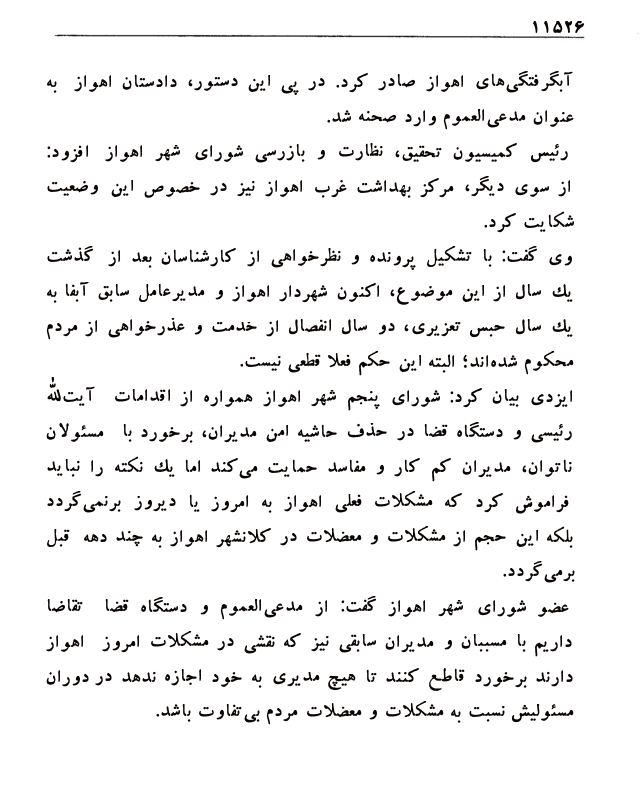 ۱۱۵۲۶
آبگرفتگی‌های اهواز صادر کرد. در پی این دستور، دادستان اهواز به
عنوان مدعی‌العموم وارد صحنه شد.
رئیس کمیسیون تحقیق، نظارت و بازرسی شورای شهر اهواز افزود:
از سوی دیگر، مرکز بهداشت غرب اهواز نیز در خصوص این وضعیت
شکایت کرد.
وی گفت: با تشکیل پرونده و نظرخواهی از کارشناسان بعد از گذشت
یك سال از این موضوع، اکنون شهردار اهواز و مدیرعامل سابق آبفا به
یك سال حبس تعزیری، دو سال انفصال از خدمت و عذرخواهی از مردم
محکوم شده‌اند؛ البته این حکم فعلا قطعی نیست.
ایزدی بیان کرد: شورای پنجم شهر اهواز همواره از اقدامات آیت‌الله
رئیسی و دستگاه قضا در حذف حاشیه امن مدیران، برخورد با مسئولان
ناتوان، مدیران کم کار و مفاسد حمایت می‌کند اما یك نکته را نباید
فراموش کرد که مشکلات فعلی اهواز به امروز یا دیروز برنمی‌گردد
بلکه این حجم از مشکلات و معضلات در کلانشهر اهواز به چند دهه قبل
برمی‌گردد.
عضو شورای شهر اهواز گفت: از مدعی‌العموم و دستگاه قضا تقاضا
داریم با مسببان و مدیران سابقی نیز که نقشی در مشکلات امروز اهواز
دارند برخورد قاطع کنند تا هیچ مدیری به خود اجازه ندهد در دوران
مسئولیش نسبت به مشکلات و معضلات مردم بی‌تفاوت باشد.